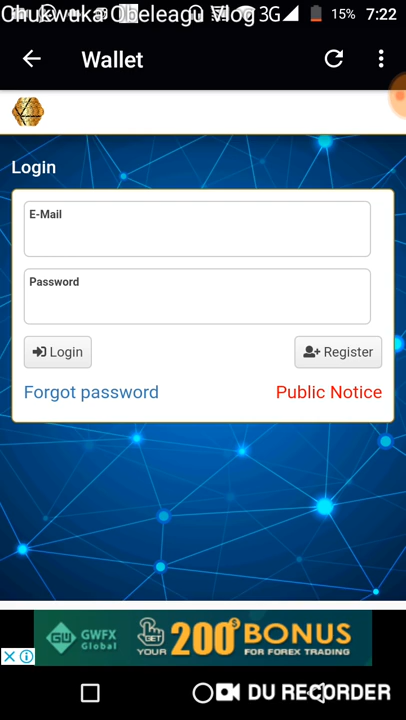 Chukwuka Obeleagu Vlog 3G 15% 7:22
Wallet
Login
E-Mail
Password
Login
Register
Forgot password
Public Notice
GWFX
Global
GET
YOUR
200$ BONUS
FOR FOREX TRADING
DU RECORDER